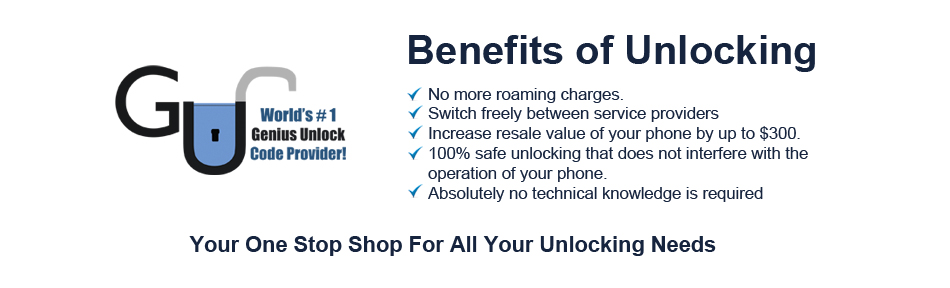 Benefits of Unlocking
GU
World's # 1
Genius Unlock
Code Provider!
No more roaming charges.
Switch freely between service providers
Increase resale value of your phone by up to $300.
100% safe unlocking that does not interfere with the
operation of your phone.
Absolutely no technical knowledge is required
Your One Stop Shop For All Your Unlocking Needs